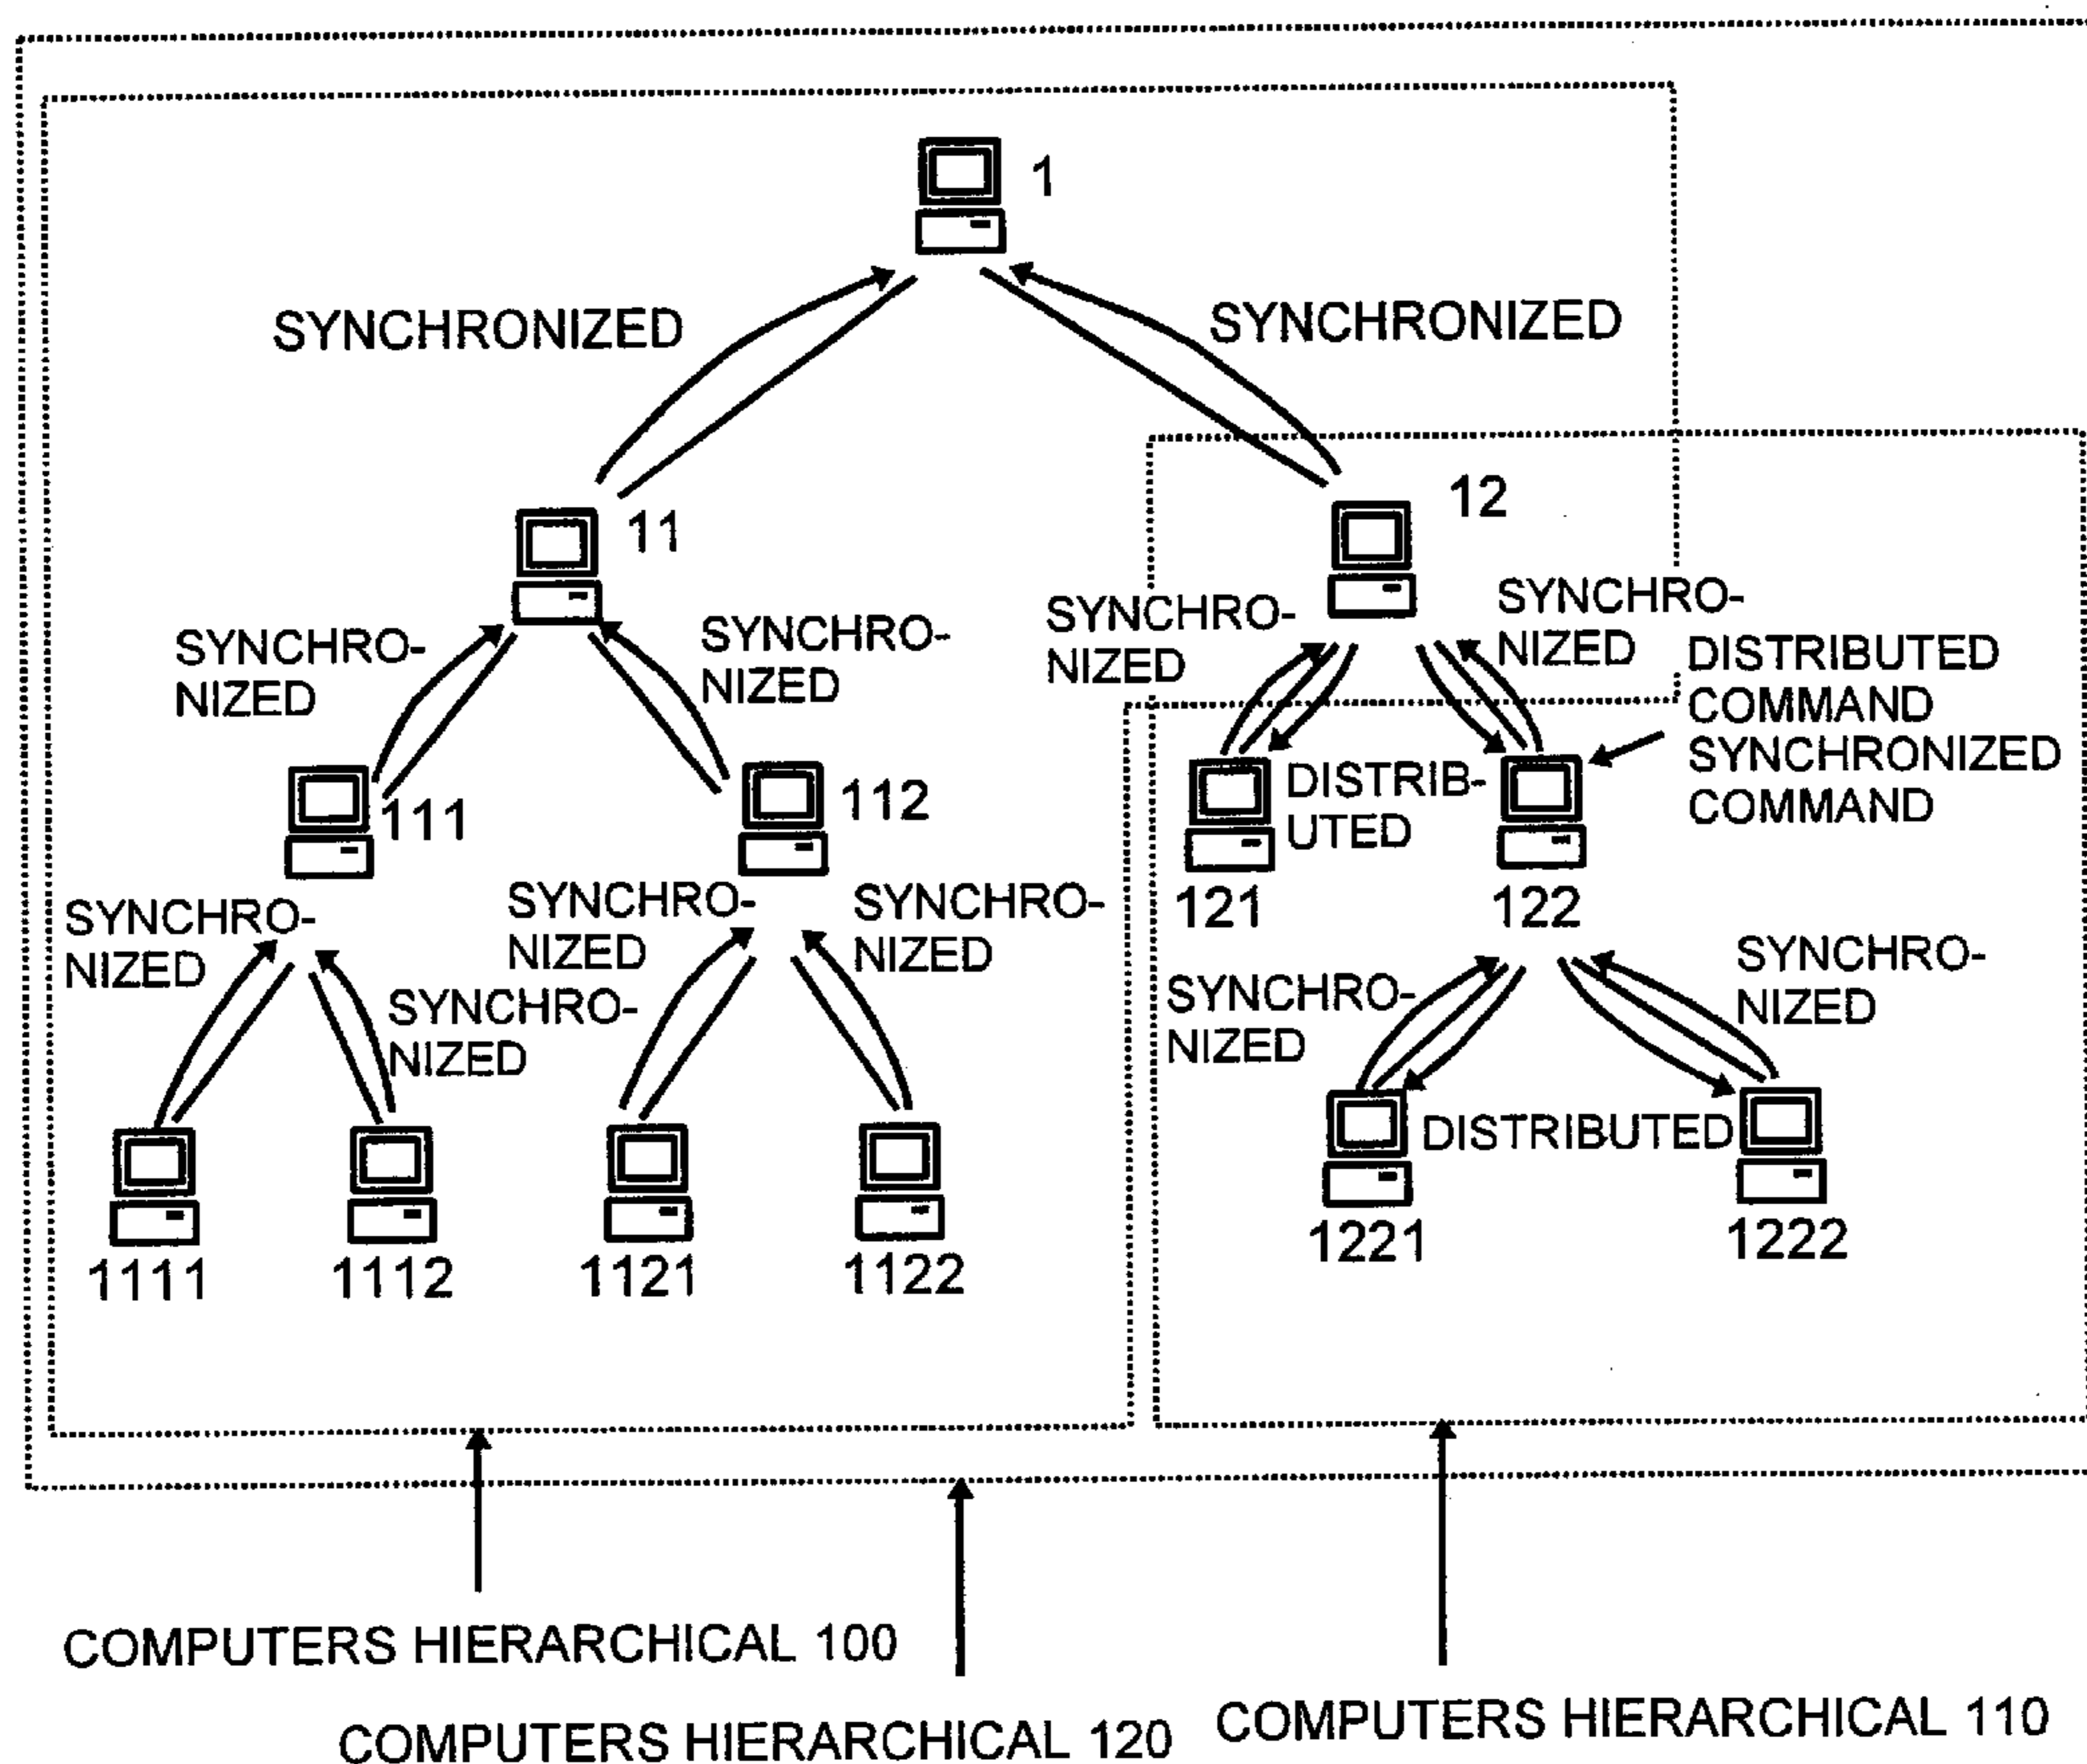 1
SYNCHRONIZED
SYNCHRONIZED
11
12
SYNCHRO-
NIZED
SYNCHRO-
NIZED
SYNCHRO-
NIZED
SYNCHRO-
NIZED
DISTRIBUTED
COMMAND
SYNCHRONIZED
COMMAND
111
112
DISTRIB-
UTED
121
122
SYNCHRO-
NIZED
SYNCHRO-
NIZED
SYNCHRO-
NIZED
SYNCHRO-
NIZED
SYNCHRO-
NIZED
SYNCHRO-
NIZED
DISTRIBUTED
1111
1112
1121
1122
1221
1222
COMPUTERS HIERARCHICAL 100
COMPUTERS HIERARCHICAL 120
COMPUTERS HIERARCHICAL 110